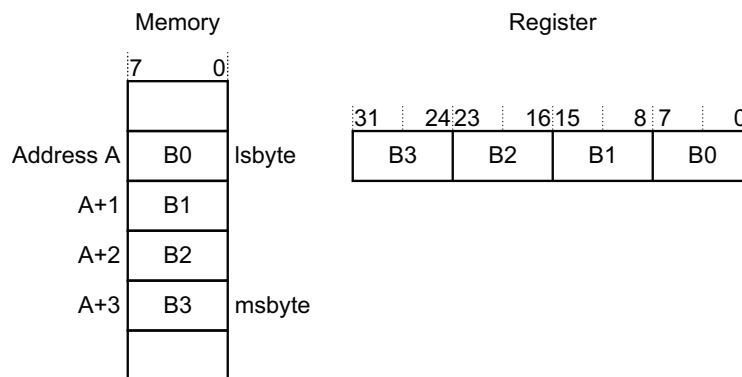 Memory Register
7 0
31 24 23 16 15 8 7 0
Address A B0 lsbyte B3 B2 B1 B0
A+1 B1
A+2 B2
A+3 B3 msbyte